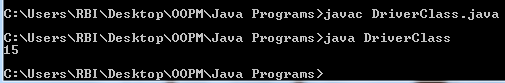 C:\Users\RBI\Desktop\OOPM\Java Programs>javac DriverClass.java
C:\Users\RBI\Desktop\OOPM\Java Programs>java DriverClass
15
C:\Users\RBI\Desktop\OOPM\Java Programs>